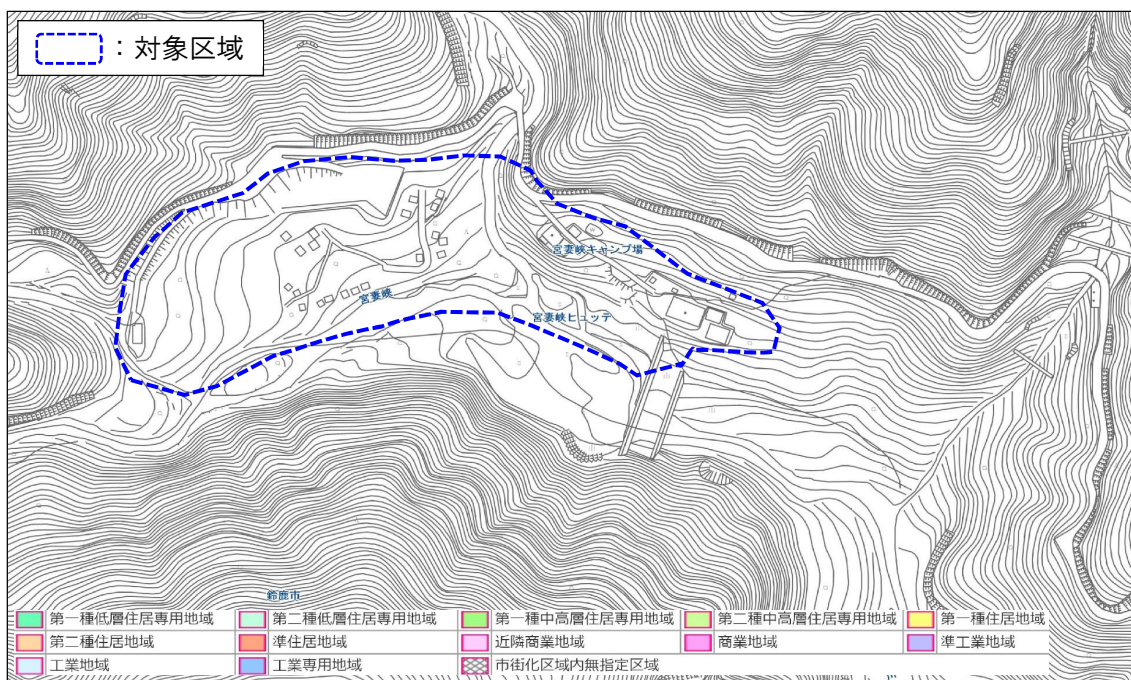 ：対象区域
宮妻峡キャンプ場
宮妻峡
宮妻峡ヒュッテ
鈴鹿市
第一種低層住居専用地域 第二種低層住居専用地域 第一種中高層住居専用地域 第二種中高層住居専用地域 第一種住居地域
第二種住居地域 準住居地域 近隣商業地域 商業地域 準工業地域
工業地域 工業専用地域 市街化区域内無指定区域